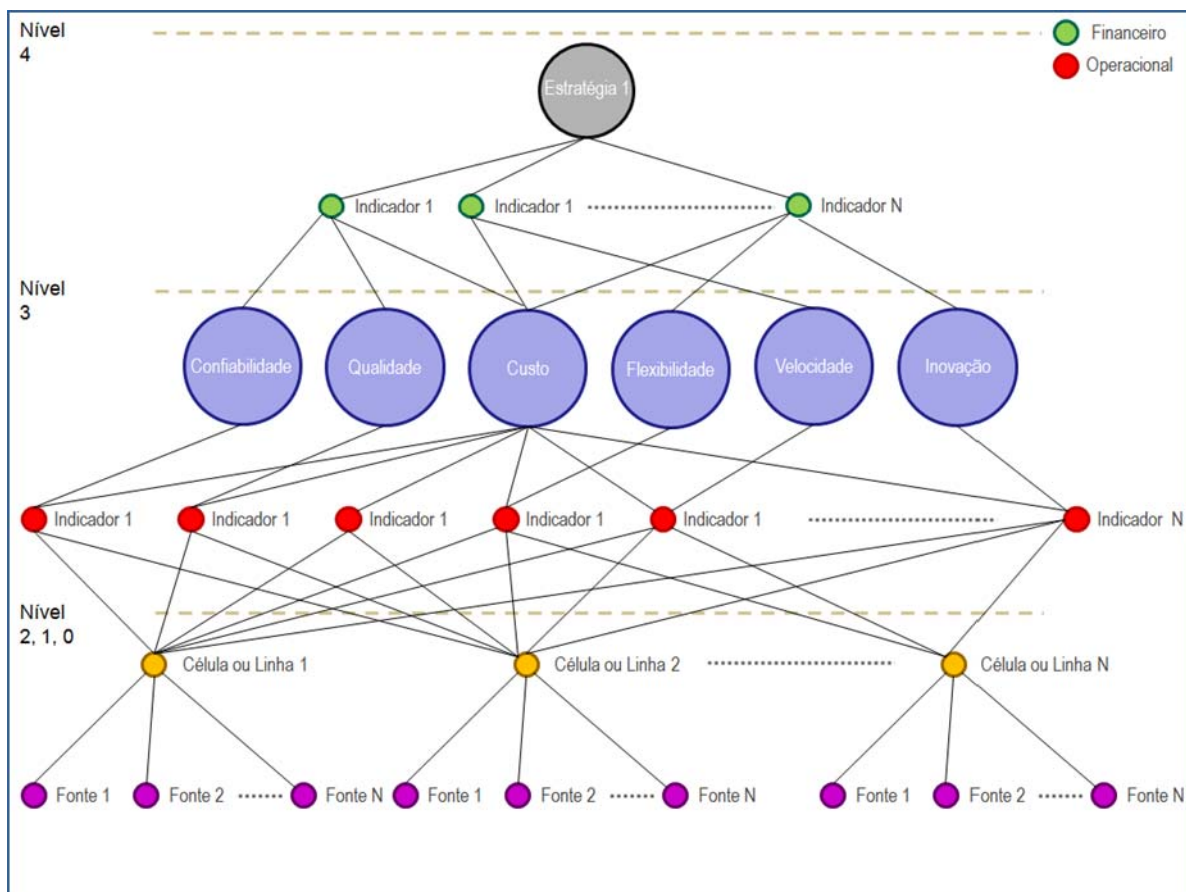 Nível
4
Financeiro
Operacional
Estratégia 1
Indicador 1
Indicador 1
Indicador N
Nível
3
Confiabilidade
Qualidade
Custo
Flexibilidade
Velocidade
Inovação
Indicador 1
Indicador 1
Indicador 1
Indicador 1
Indicador 1
Indicador N
Nível
2, 1, 0
Célula ou Linha 1
Célula ou Linha 2
Célula ou Linha N
Fonte 1
Fonte 2
Fonte N
Fonte 1
Fonte 2
Fonte N
Fonte 1
Fonte 2
Fonte N